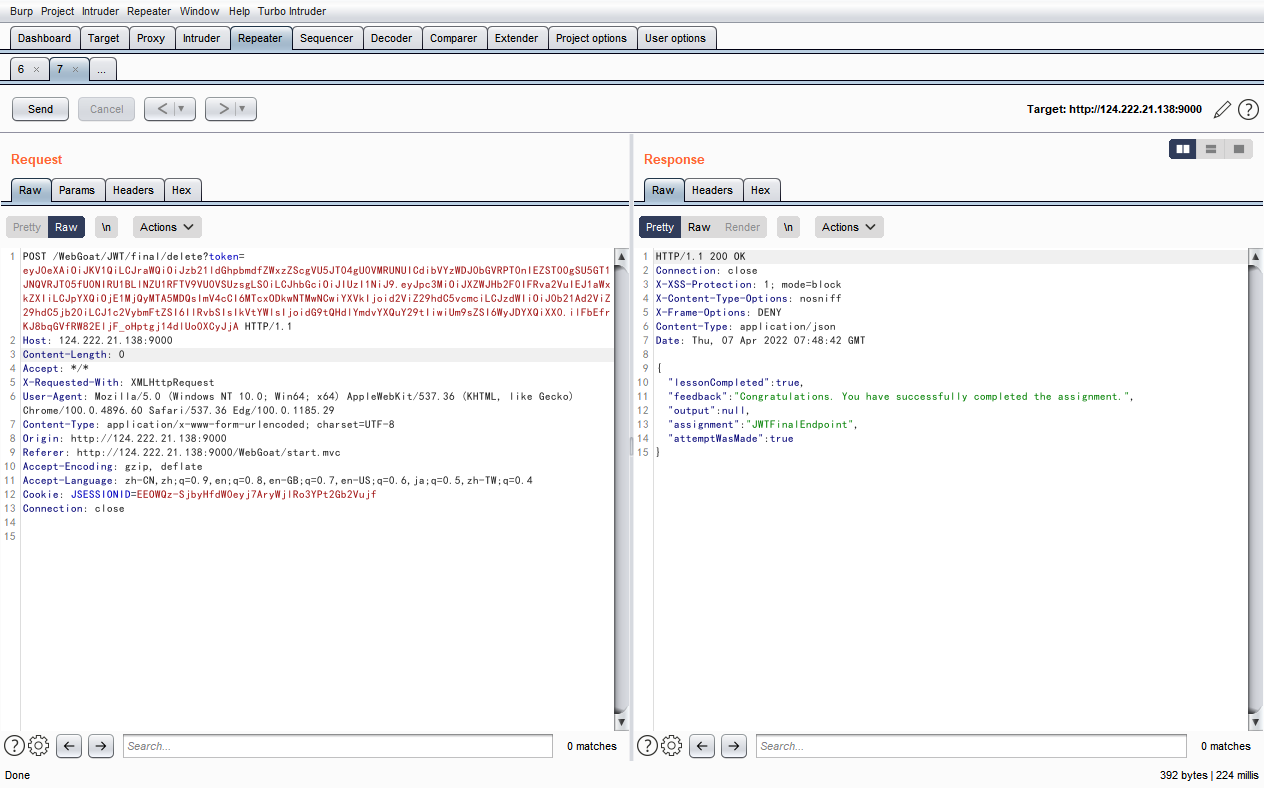 Burp Project Intruder Repeater Window Help Turbo Intruder
Dashboard Target Proxy Intruder Repeater Sequencer Decoder Comparer Extender Project options User options
6 × 7 × ...
Send Cancel < > Target: http://124.222.21.138:9000 ?
Request
Raw Params Headers Hex
Pretty Raw \n Actions
1 POST /WebGoat/JWT/final/delete?token=
2 Host: 124.222.21.138:9000
3 Content-Length: 0
4 Accept: */*
5 X-Requested-With: XMLHttpRequest
6 User-Agent: Mozilla/5.0 (Windows NT 10.0; Win64; x64) AppleWebKit/537.36 (KHTML, like Gecko)
Chrome/100.0.4896.60 Safari/537.36 Edg/100.0.1185.29
7 Content-Type: application/x-www-form-urlencoded; charset=UTF-8
8 Origin: http://124.222.21.138:9000
9 Referer: http://124.222.21.138:9000/WebGoat/start.mvc
10 Accept-Encoding: gzip, deflate
11 Accept-Language: zh-CN,zh;q=0.9,en;q=0.8,en-GB;q=0.7,en-US;q=0.6,ja;q=0.5,zh-TW;q=0.4
12 Cookie: 
13 Connection: close
14
15
? Search... 0 matches
Response
Raw Headers Hex
Pretty Raw Render \n Actions
1 HTTP/1.1 200 OK
2 Connection: close
3 X-XSS-Protection: 1; mode=block
4 X-Content-Type-Options: nosniff
5 X-Frame-Options: DENY
6 Content-Type: application/json
7 Date: Thu, 07 Apr 2022 07:48:42 GMT
8
9 {
10 "lessonCompleted":true,
11 "feedback":"Congratulations. You have successfully completed the assignment.",
12 "output":null,
13 "assignment":"JWTFinalEndpoint",
14 "attemptWasMade":true
15 }
? Search... 0 matches
Done 392 bytes | 224 millis